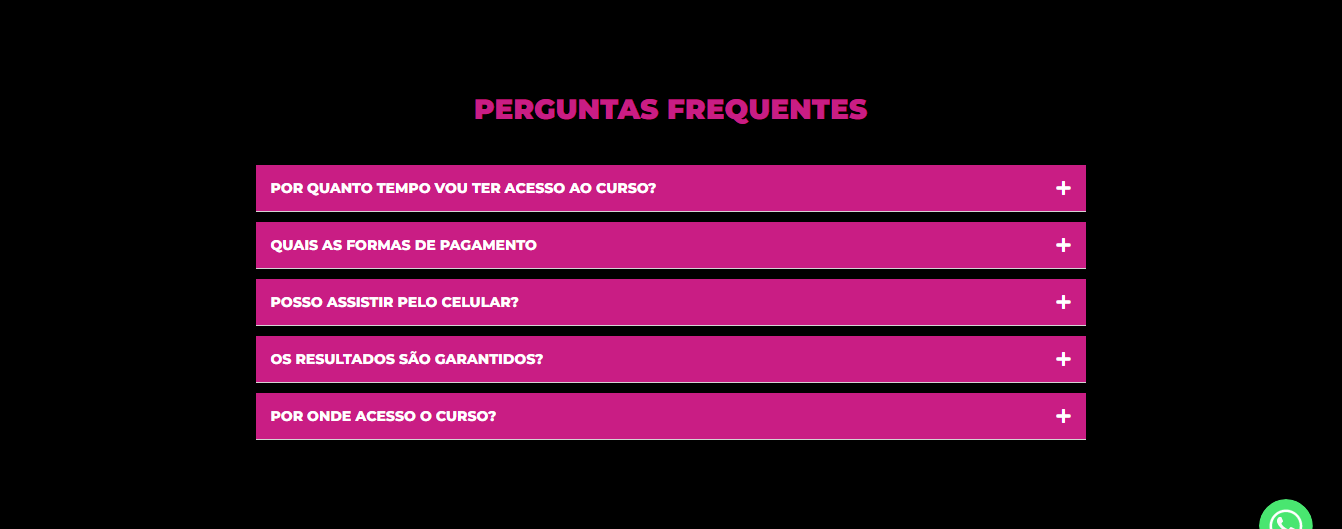 PERGUNTAS FREQUENTES
POR QUANTO TEMPO VOU TER ACESSO AO CURSO?
QUAIS AS FORMAS DE PAGAMENTO
POSSO ASSISTIR PELO CELULAR?
OS RESULTADOS SÃO GARANTIDOS?
POR ONDE ACESSO O CURSO?